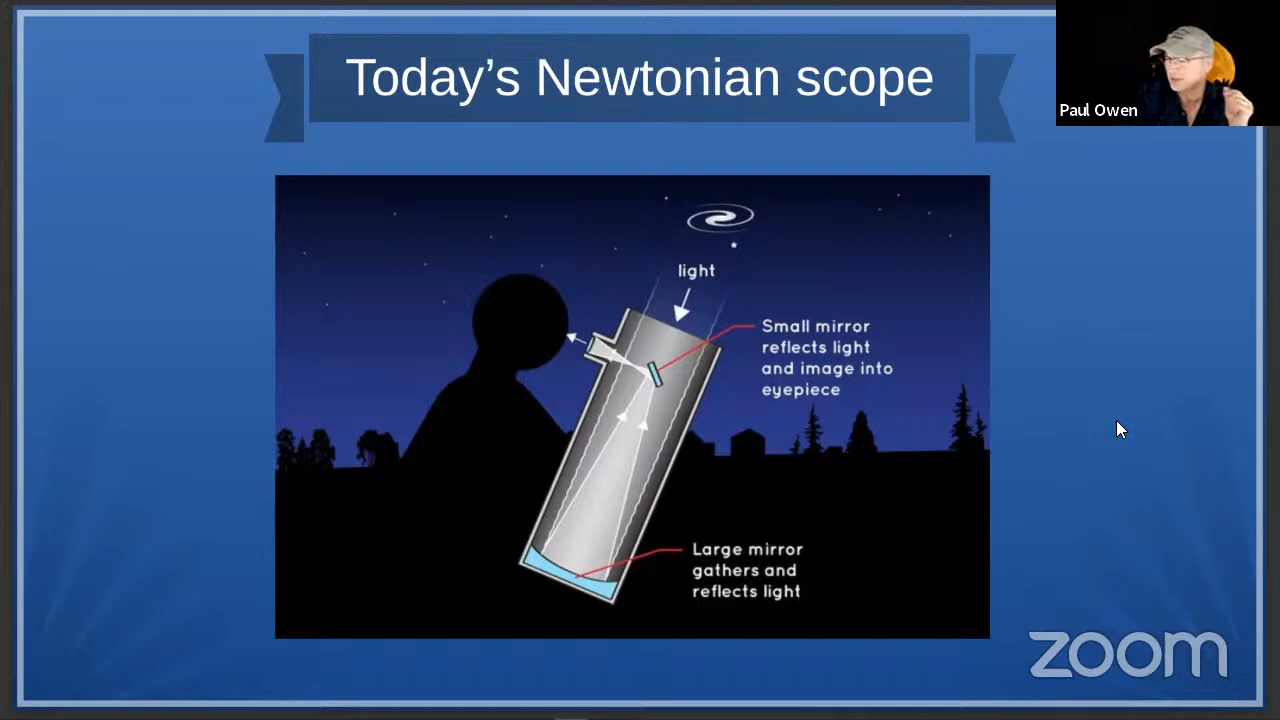 Today’s Newtonian scope
Paul Owen
light
Small mirror
reflects light
and image into
eyepiece
Large mirror
gathers and
reflects light
zoom